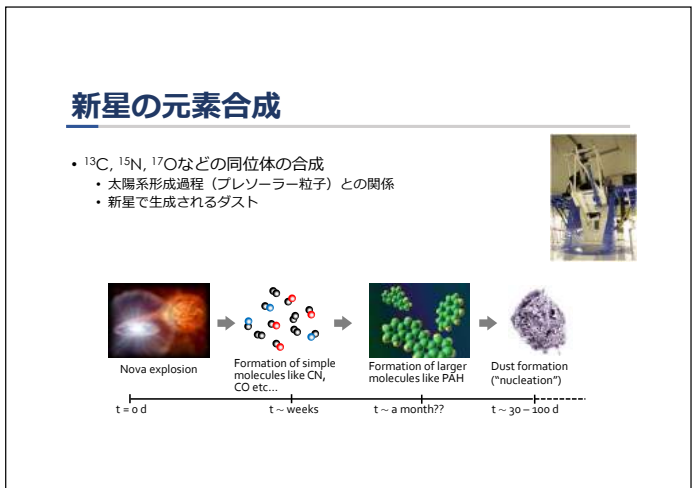 新星の元素合成
• ¹³C, ¹⁵N, ¹⁷Oなどの同位体の合成
• 太陽系形成過程（プレソーラー粒子）との関係
• 新星で生成されるダスト
Nova explosion
Formation of simple
molecules like CN,
CO etc...
Formation of larger
molecules like PAH
Dust formation
("nucleation")
t = 0 d
t ~ weeks
t ~ a month??
t ~ 30 – 100 d